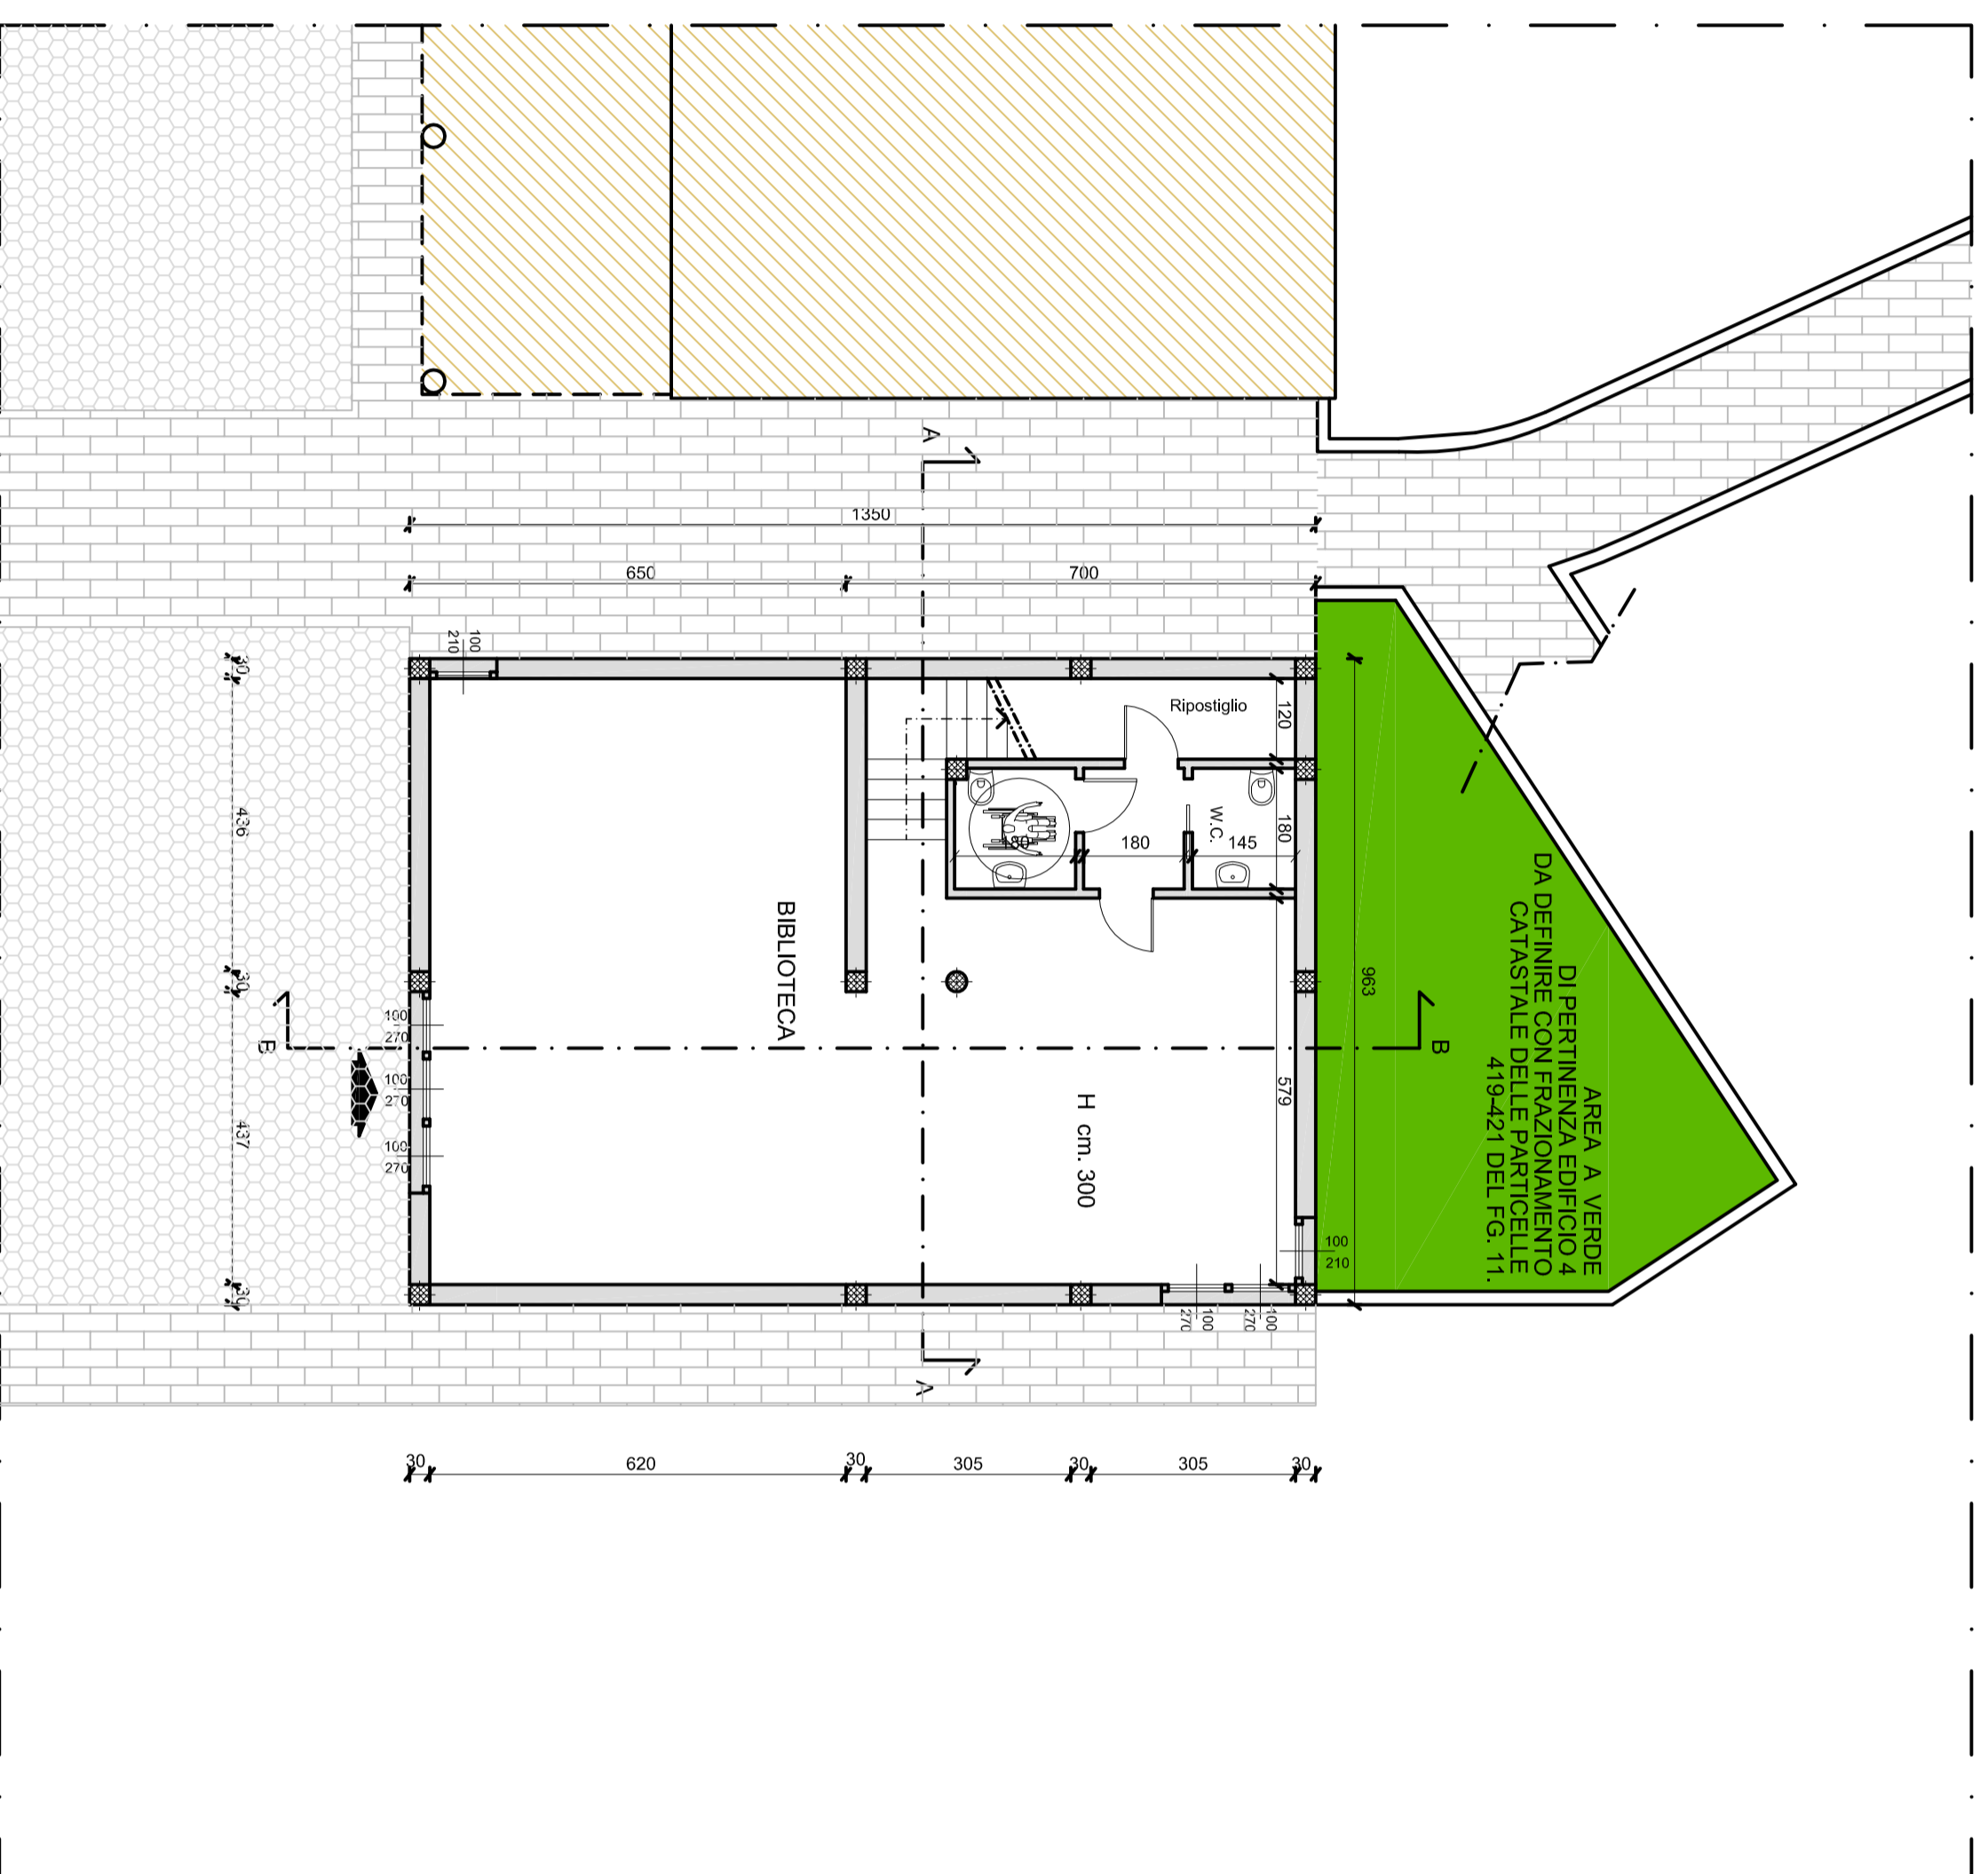 A
1350
650
700
100
210
30
Ripostiglio
120
436
180
W.C.
180
180
145
BIBLIOTECA
30
963
B
B
100
270
100
270
100
270
437
579
H cm. 300
AREA A VERDE
DI PERTINENZA EDIFICIO 4
DA DEFINIRE CON FRAZIONAMENTO
CATASTALE DELLE PARTICELLE
419-421 DEL FG. 11.
100
210
30
100
270
100
270
A
30
620
30
305
30
305
30